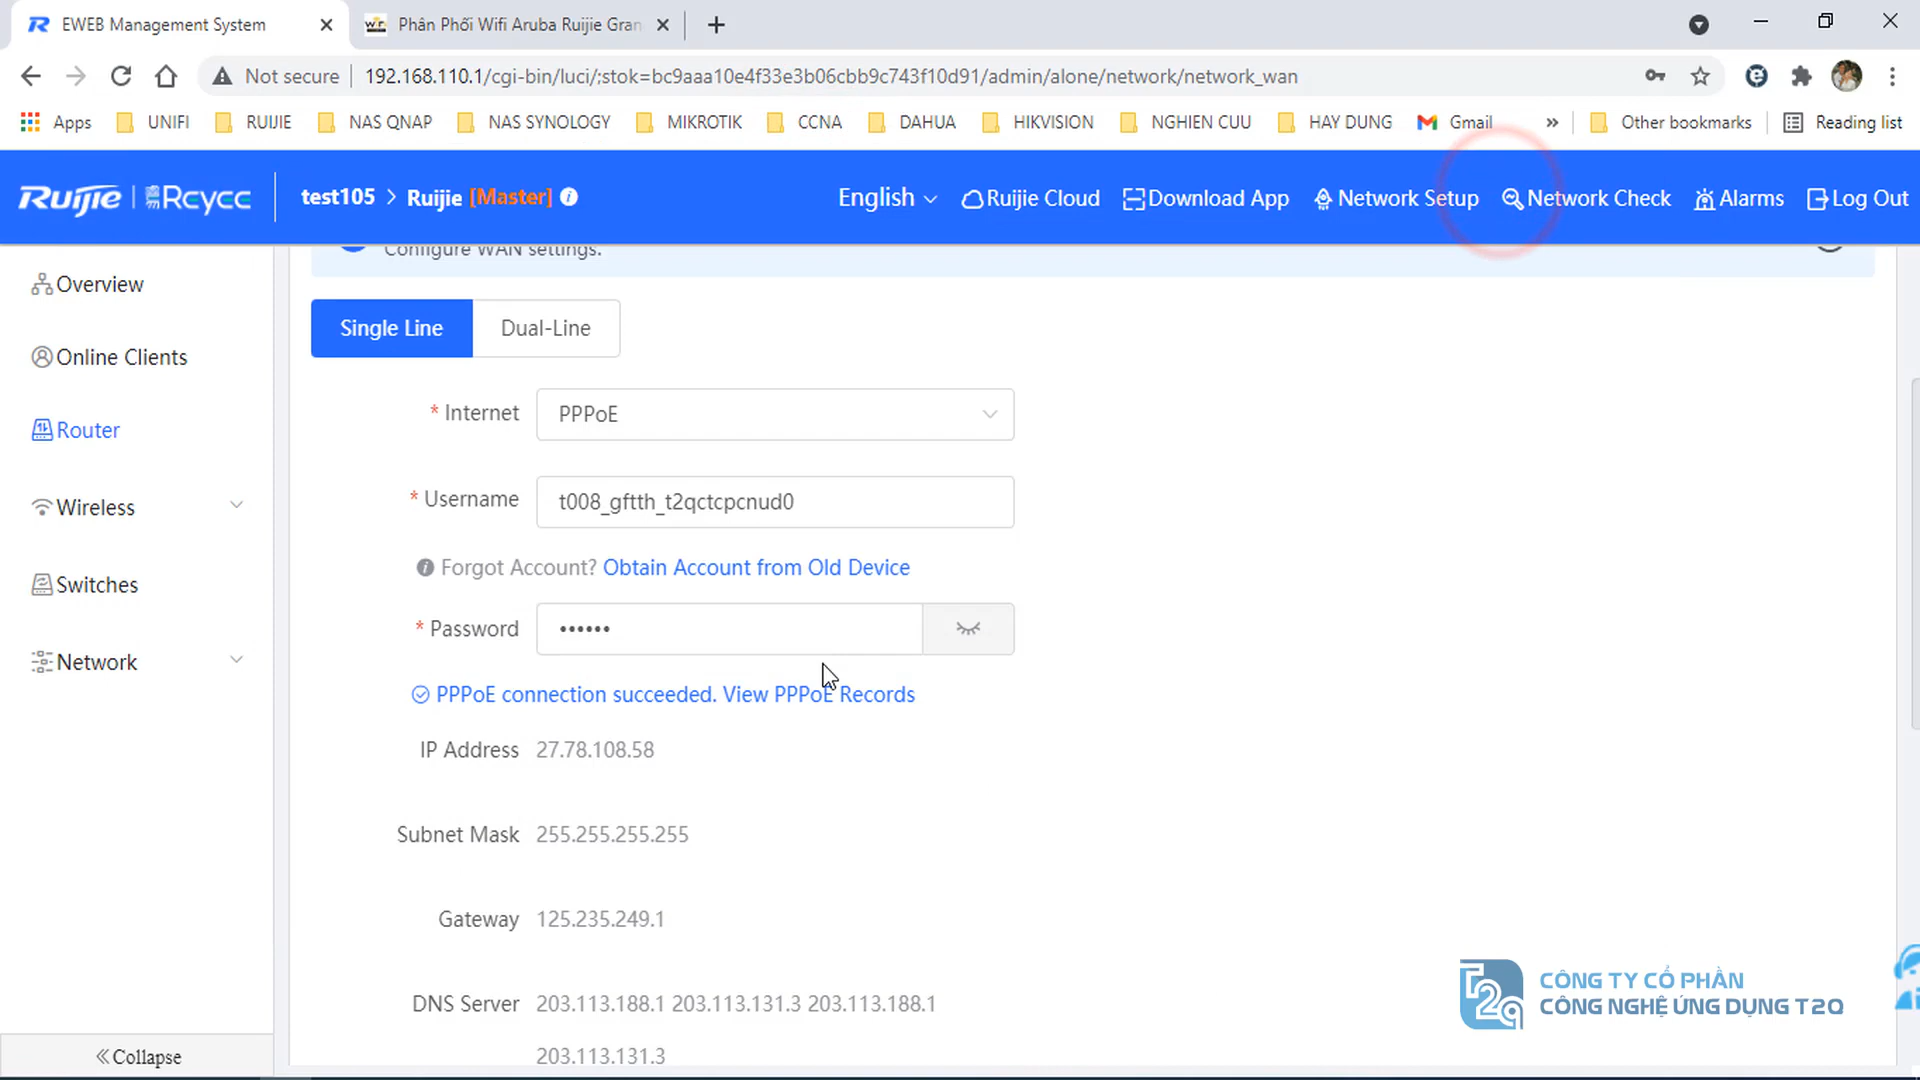 EWEB Management System
Phân Phối Wifi Aruba Ruijie Gran
Not secure 192.168.110.1/cgi-bin/luci/;stok=bc9aaa10e4f33e3b06cbb9c743f10d91/admin/alone/network/network_wan
Apps UNIFI RUIJIE NAS QNAP NAS SYNOLOGY MIKROTIK CCNA DAHUA HIKVISION NGHIEN CUU HAY DUNG Gmail » Other bookmarks Reading list
Ruijie | Reyee test105 > Ruijie [Master] English Ruijie Cloud Download App Network Setup Network Check Alarms Log Out
Configure WAN settings.
Overview
Online Clients
Router
Wireless
Switches
Network
Collapse
Single Line Dual-Line
* Internet PPPoE
* Username t008_gftth_t2qctcpcnud0
Forgot Account? Obtain Account from Old Device
* Password ••••••
PPPoE connection succeeded. View PPPoE Records
IP Address 27.78.108.58
Subnet Mask 255.255.255.255
Gateway 125.235.249.1
DNS Server 203.113.188.1 203.113.131.3 203.113.188.1
203.113.131.3
T2Q
CÔNG TY CỔ PHẦN
CÔNG NGHỆ ỨNG DỤNG T2Q